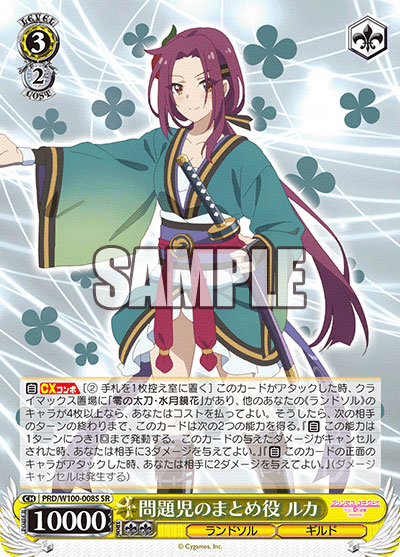 LEVEL
3
2
COST
SAMPLE
自 CXコンボ [② 手札を1枚控え室に置く] このカードがアタックした時、クラ
イマックス置場に「零の太刀・水月鏡花」があり、他のあなたの《ランドソル》の
キャラが4枚以上なら、あなたはコストを払ってよい。そうしたら、次の相手
のターンの終わりまで、このカードは次の2つの能力を得る。『自 この能力は
1ターンにつき1回まで発動する。このカードの与えたダメージがキャンセル
された時、あなたは相手に3ダメージを与えてよい。』『自 このカードの正面の
キャラがアタックした時、あなたは相手に2ダメージを与えてよい。』(ダメー
ジキャンセルは発生する)
CH PRD/W100-008S SR
問題児のまとめ役 ルカ
10000
ランドソル
ギルド
© Cygames, Inc.